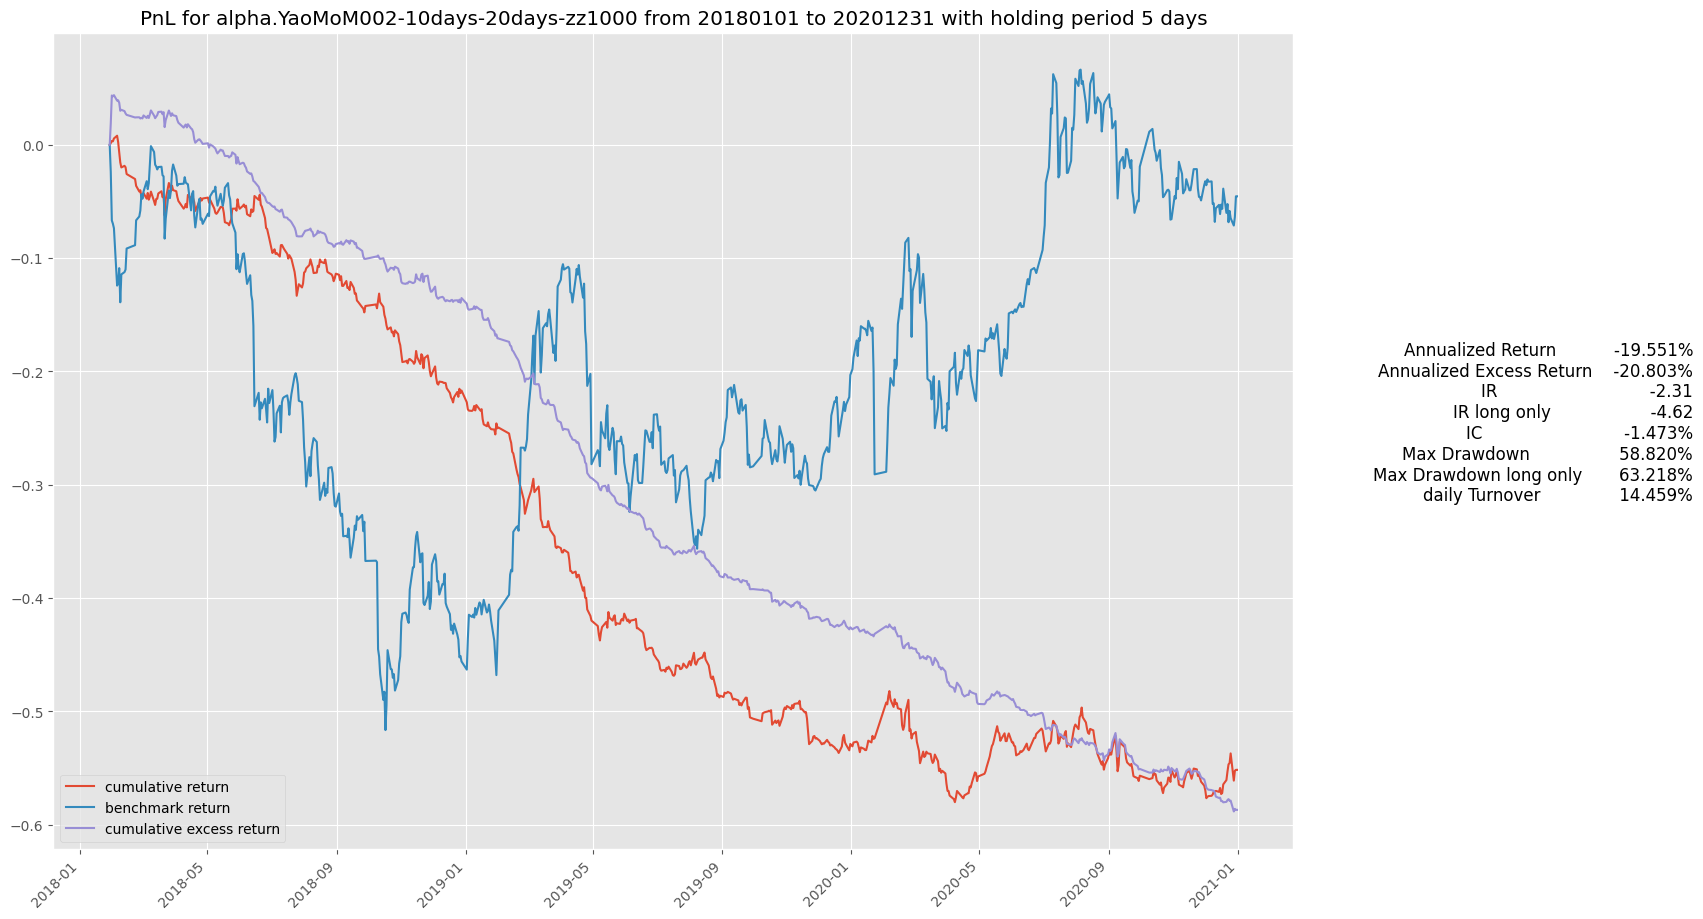 PnL for alpha.YaoMoM002-10days-20days-zz1000 from 20180101 to 20201231 with holding period 5 days
0.0
−0.1
−0.2
−0.3
−0.4
−0.5
−0.6
cumulative return
benchmark return
cumulative excess return
2018-01
2018-05
2018-09
2019-01
2019-05
2019-09
2020-01
2020-05
2020-09
2021-01
Annualized Return -19.551%
Annualized Excess Return -20.803%
IR -2.31
IR long only -4.62
IC -1.473%
Max Drawdown 58.820%
Max Drawdown long only 63.218%
daily Turnover 14.459%